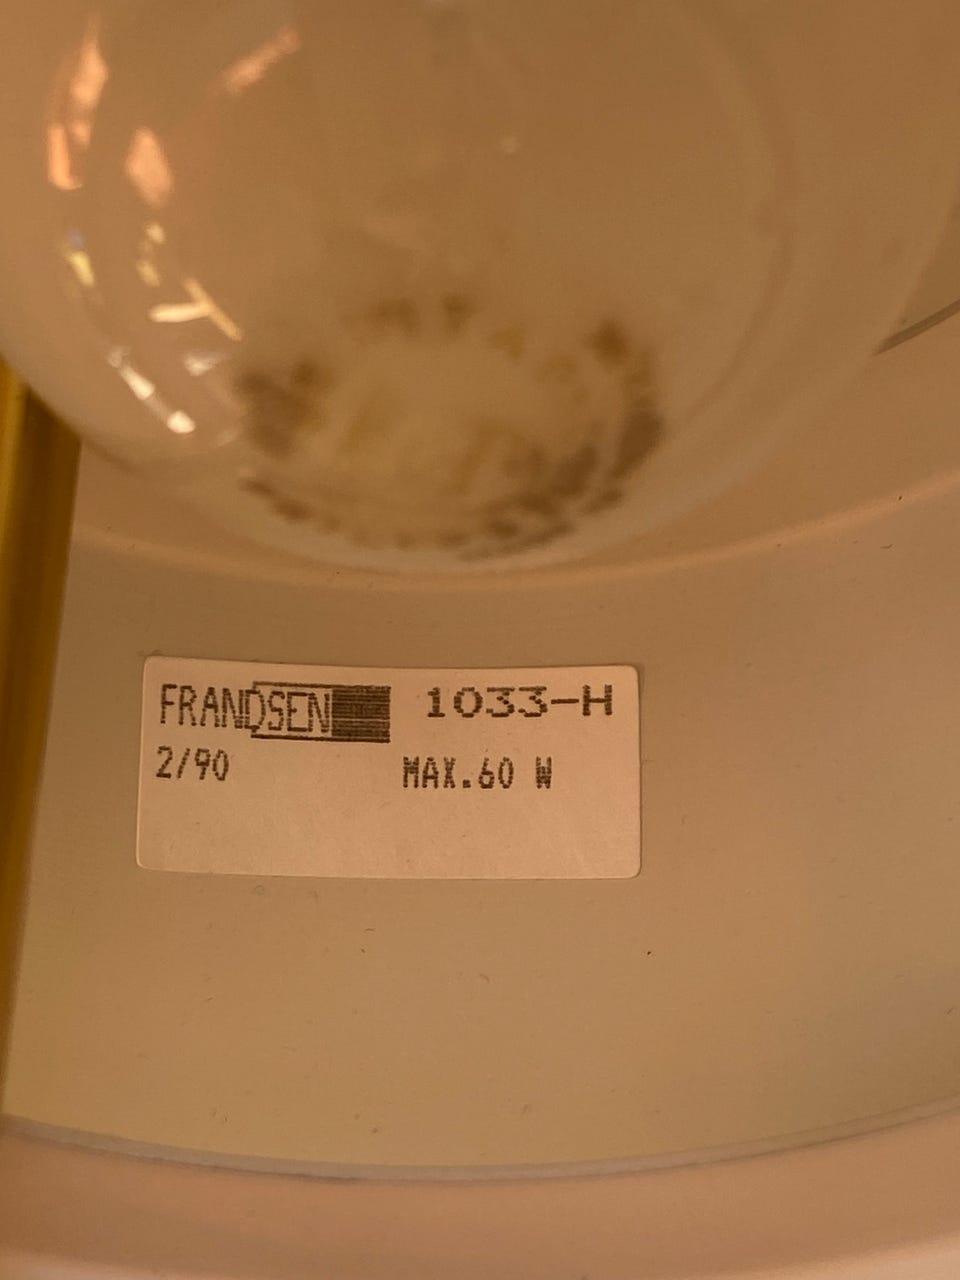 FRANDSEN 1033-H
2/90 MAX.60 W